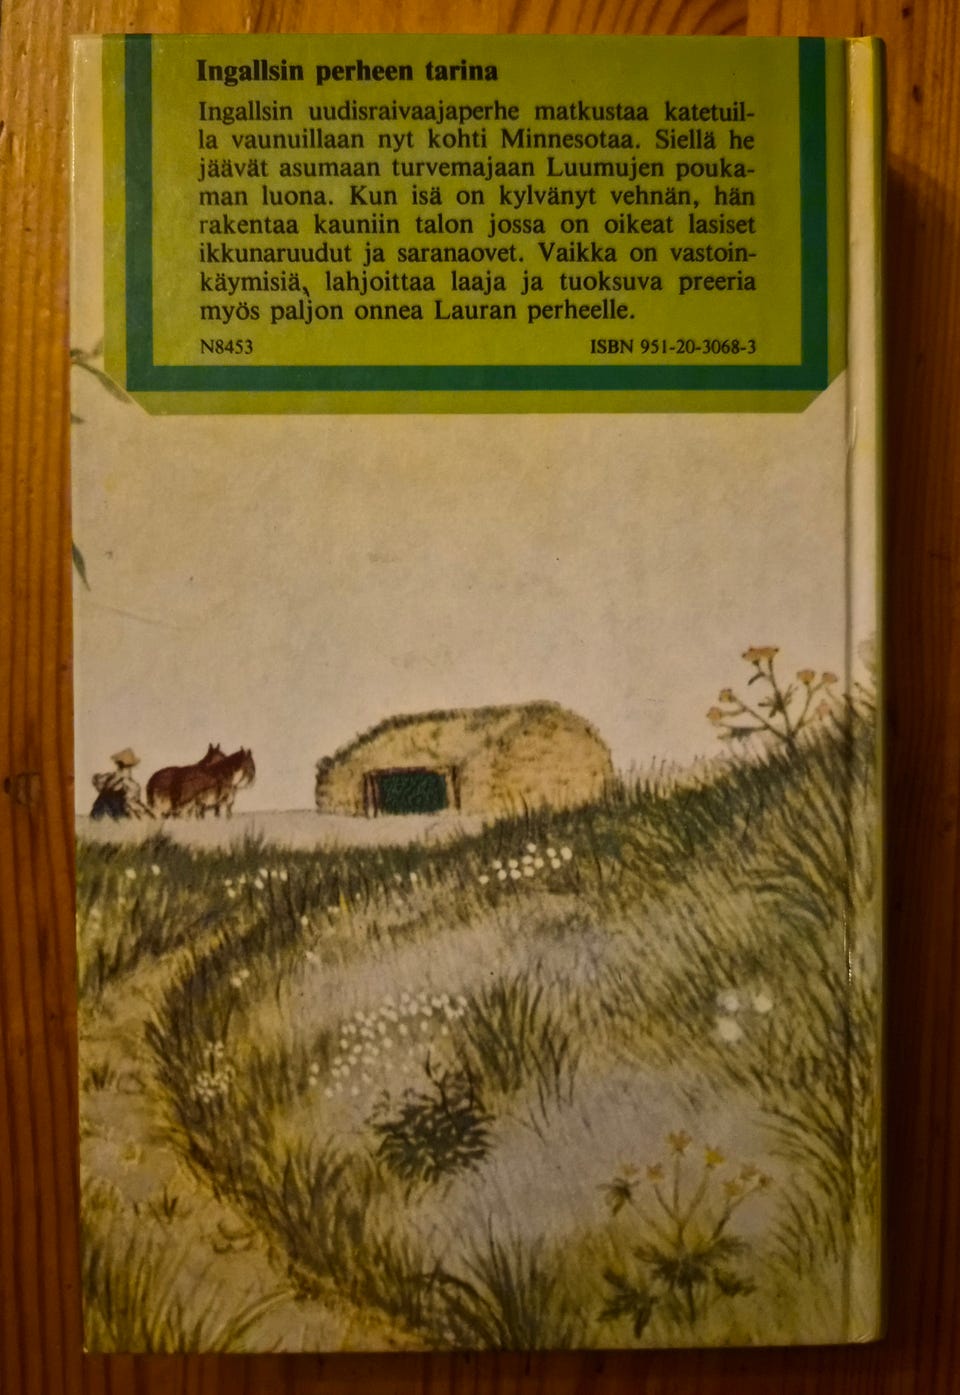 Ingallsin perheen tarina
Ingallsin uudisraivaajaperhe matkustaa katetuil-
la vaunuillaan nyt kohti Minnesotaa. Siellä he
jäävät asumaan turvemajaan Luumujen pouka-
man luona. Kun isä on kylvänyt vehnän, hän
rakentaa kauniin talon jossa on oikeat lasiset
ikkunaruudut ja saranaovet. Vaikka on vastoin-
käymisiä, lahjoittaa laaja ja tuoksuva preeria
myös paljon onnea Lauran perheelle.
N8453 ISBN 951-20-3068-3